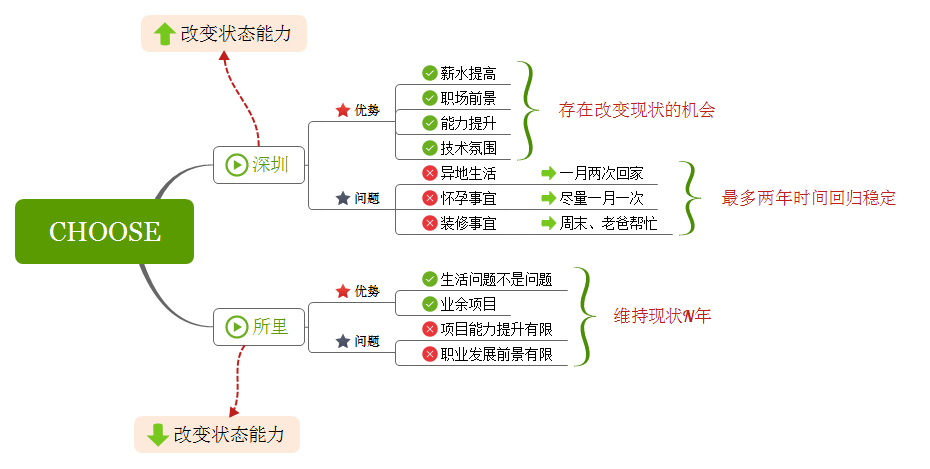 改变状态能力
CHOOSE
深圳
优势
薪水提高
职场前景
能力提升
技术氛围
存在改变现状的机会
问题
异地生活
一月两次回家
怀孕事宜
尽量一月一次
装修事宜
周末、老爸帮忙
最多两年时间回归稳定
所里
优势
生活问题不是问题
业余项目
问题
项目能力提升有限
职业发展前景有限
维持现状N年
改变状态能力